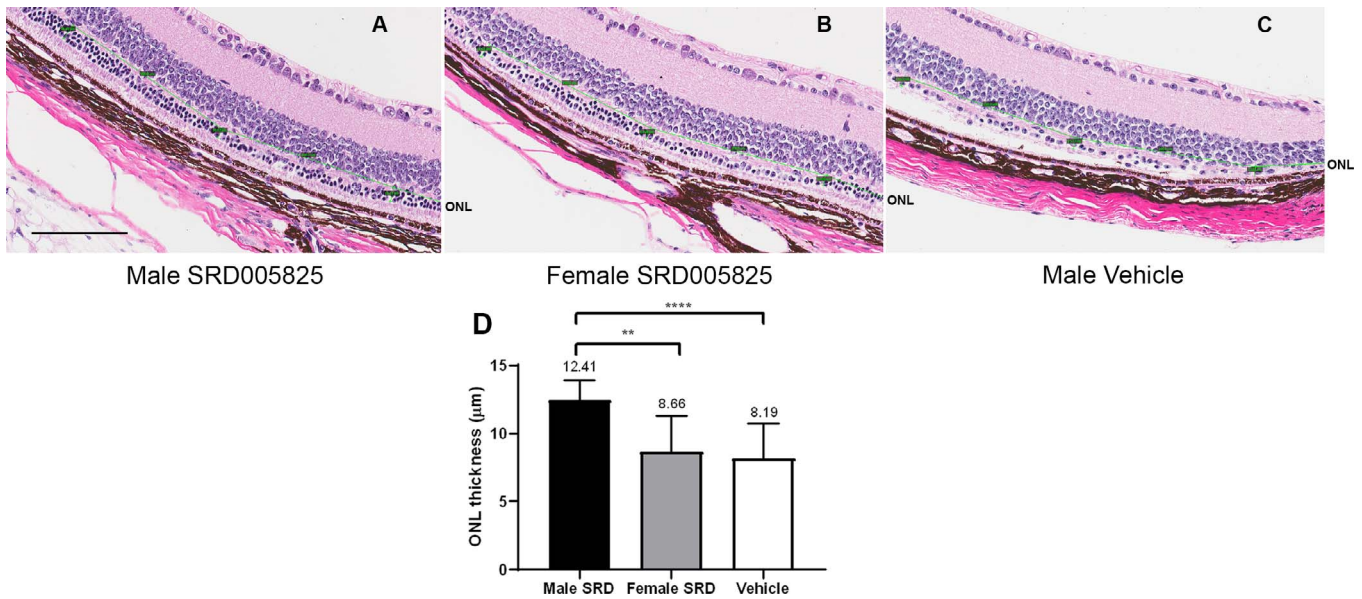 A
B
C
ONL
ONL
ONL
Male SRD005825
Female SRD005825
Male Vehicle
D
****
**
12.41
8.66
8.19
15
10
5
0
ONL thickness (μm)
Male SRD
Female SRD
Vehicle